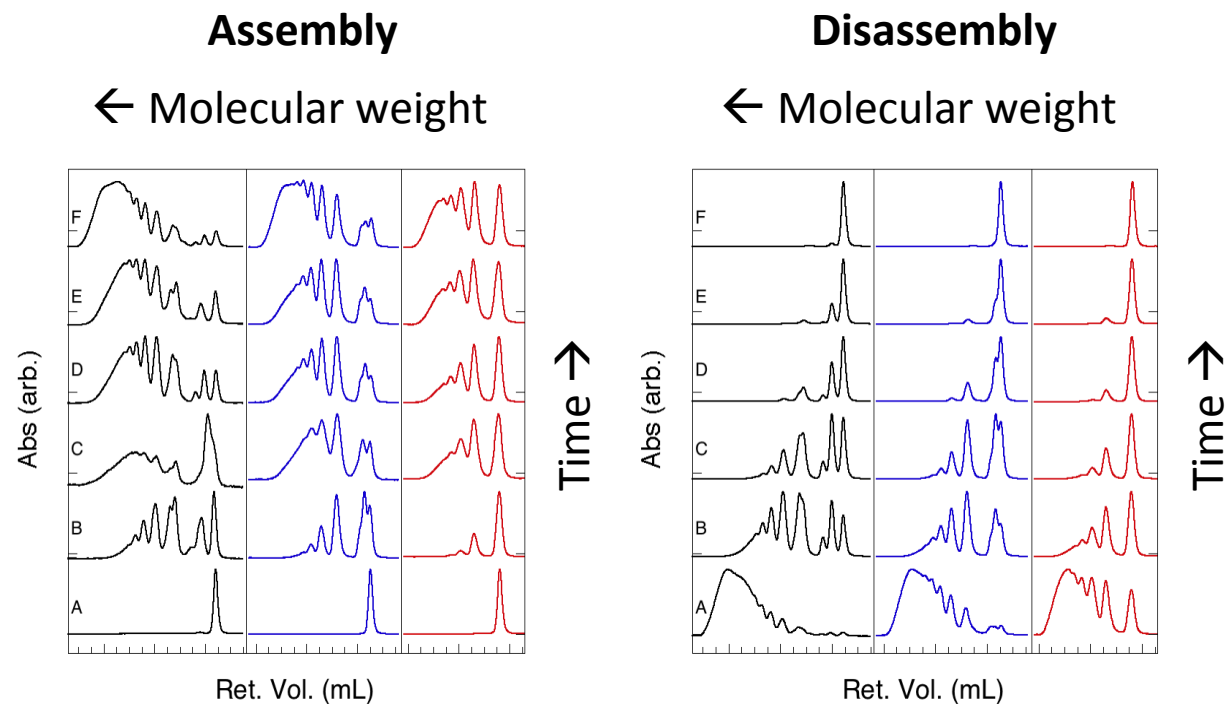 Assembly
← Molecular weight
F
E
D
C
B
A
Abs (arb.)
Ret. Vol. (mL)
Time →
Disassembly
← Molecular weight
F
E
D
C
B
A
Abs (arb.)
Ret. Vol. (mL)
Time →